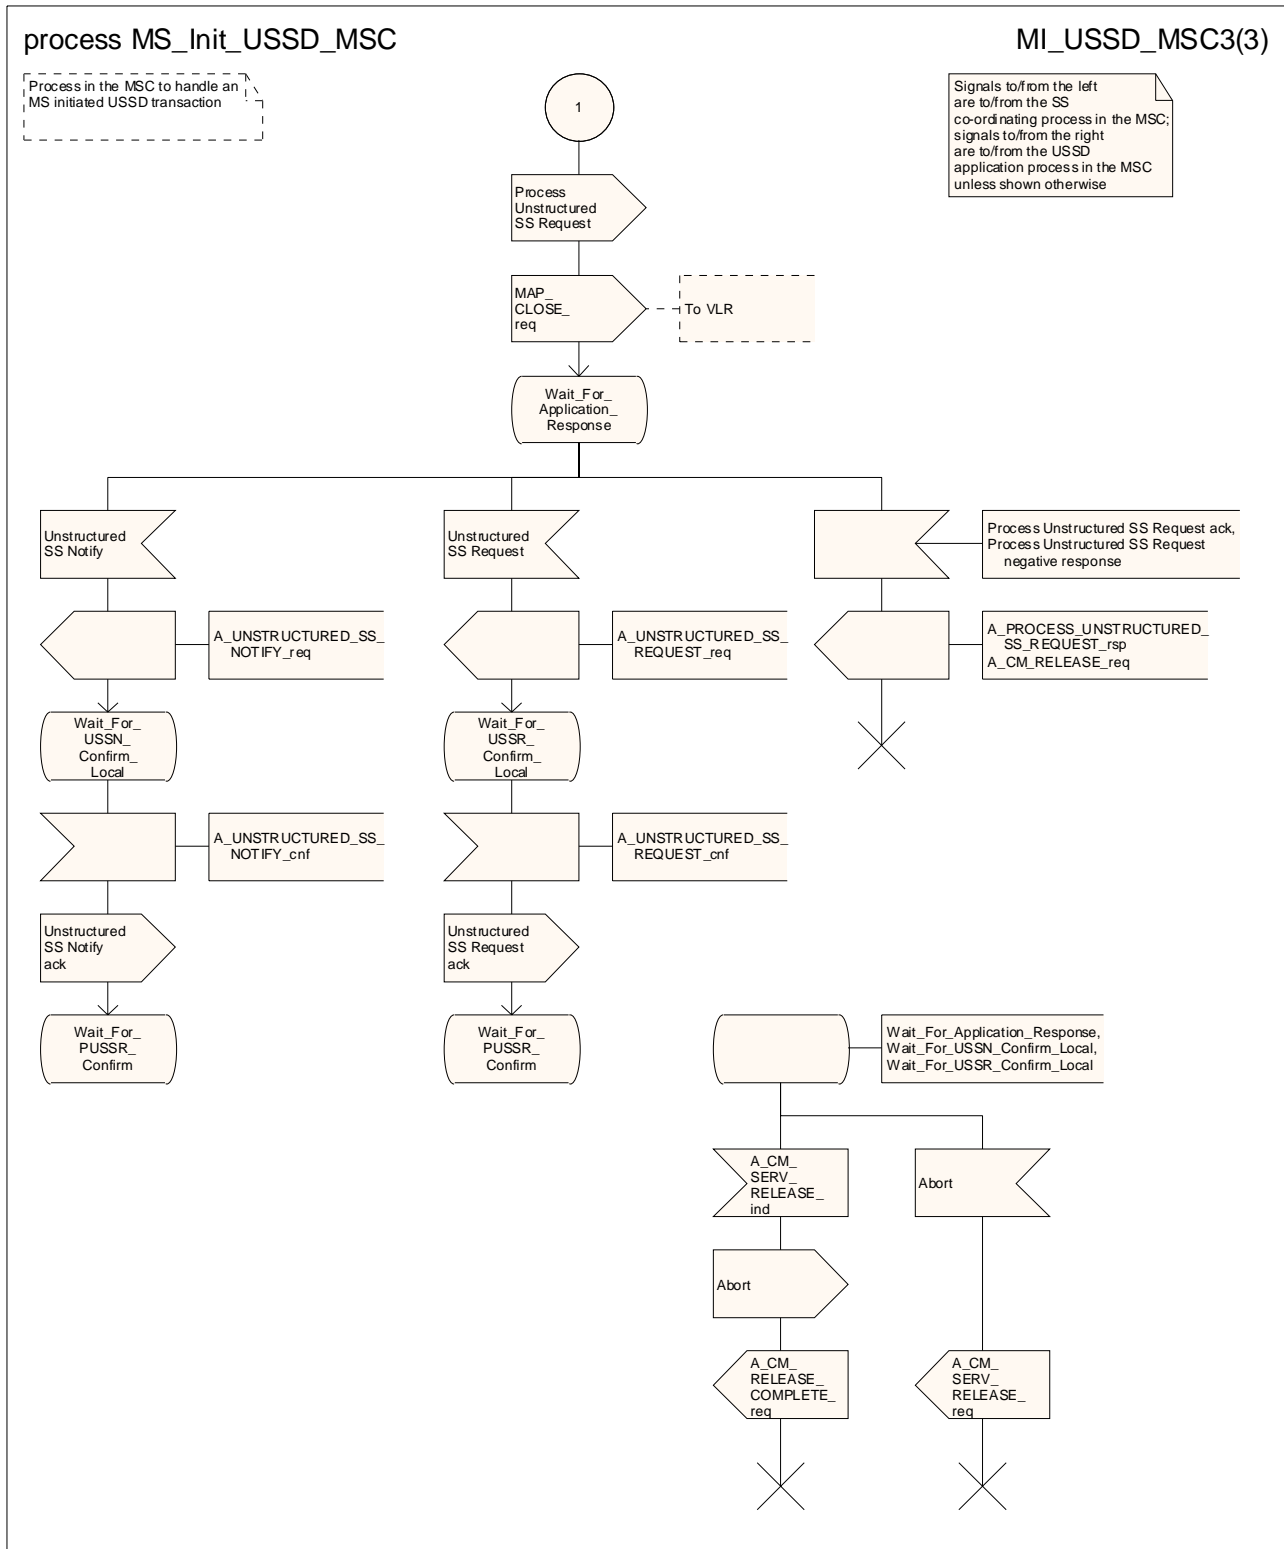 process MS_Init_USSD_MSC
MI_USSD_MSC3(3)
Process in the MSC to handle an
MS initiated USSD transaction
1
Signals to/from the left
are to/from the SS
co-ordinating process in the MSC;
signals to/from the right
are to/from the USSD
application process in the MSC
unless shown otherwise
Process
Unstructured
SS Request
MAP_
CLOSE_
req
To VLR
Wait_For_
Application_
Response
Unstructured
SS Notify
Unstructured
SS Request
Process Unstructured SS Request ack,
Process Unstructured SS Request
negative response
A_UNSTRUCTURED_SS_
NOTIFY_req
A_UNSTRUCTURED_SS_
REQUEST_req
A_PROCESS_UNSTRUCTURED_
SS_REQUEST_rsp
A_CM_RELEASE_req
Wait_For_
USSN_
Confirm_
Local
Wait_For_
USSR_
Confirm_
Local
A_UNSTRUCTURED_SS_
NOTIFY_cnf
A_UNSTRUCTURED_SS_
REQUEST_cnf
Unstructured
SS Notify
ack
Unstructured
SS Request
ack
Wait_For_
PUSSR_
Confirm
Wait_For_
PUSSR_
Confirm
Wait_For_Application_Response,
Wait_For_USSN_Confirm_Local,
Wait_For_USSR_Confirm_Local
A_CM_
SERV_
RELEASE_
ind
Abort
Abort
A_CM_
RELEASE_
COMPLETE_
req
A_CM_
SERV_
RELEASE_
req